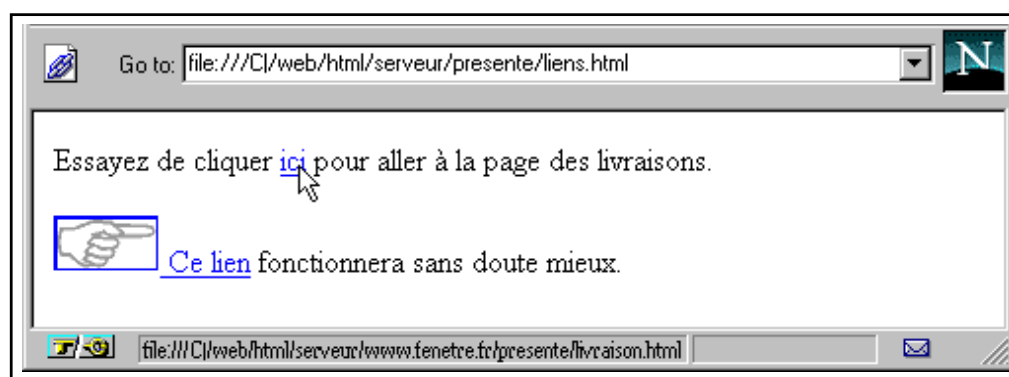 Go to: file:///C|/web/html/serveur/presente/liens.html N
Essayez de cliquer ici pour aller à la page des livraisons.
Ce lien fonctionnera sans doute mieux.
file:///C|/web/html/serveur/www.fenetre.fr/presente/livraison.html